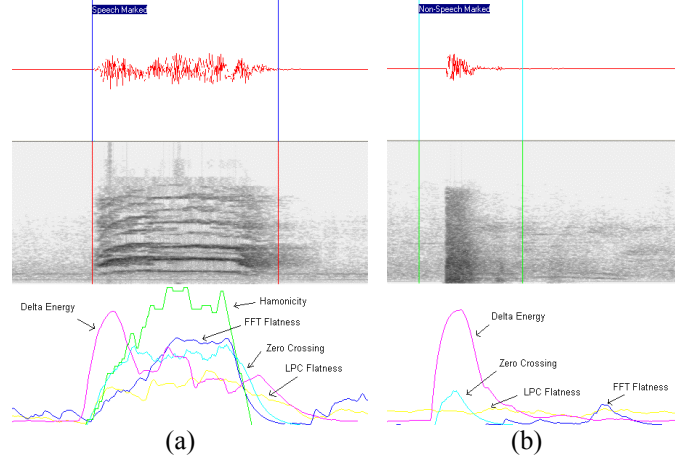 Speech Marked
Non-Speech Marked
Delta Energy
Hamonicity
FFT Flatness
Zero Crossing
LPC Flatness
Delta Energy
Zero Crossing
LPC Flatness
FFT Flatness
(a)
(b)